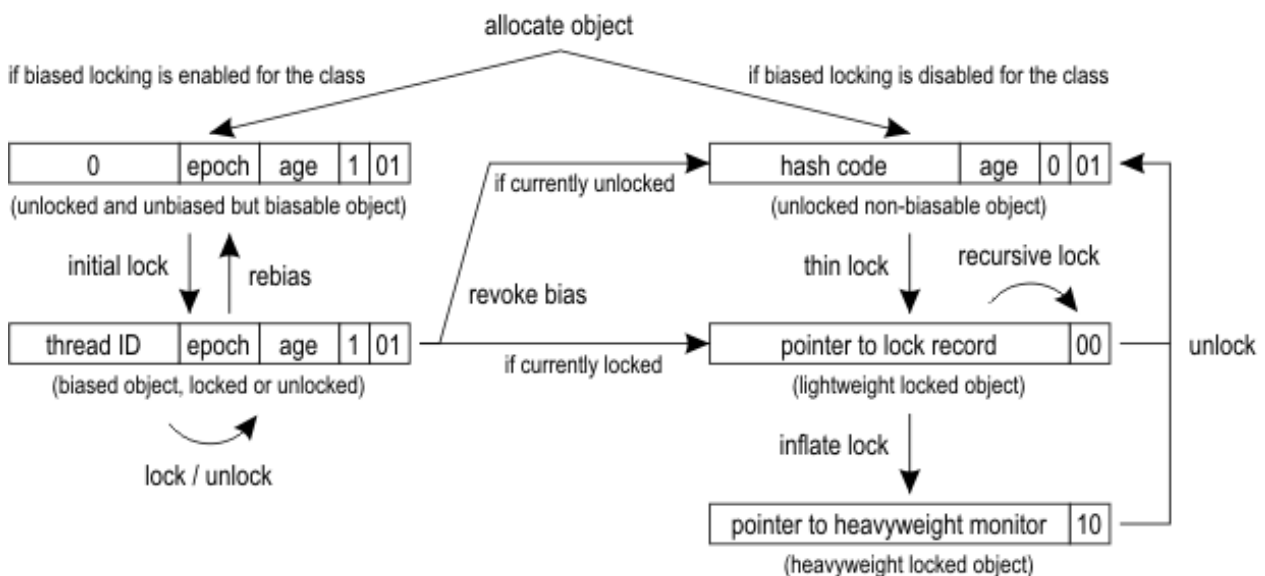 allocate object
if biased locking is enabled for the class
if biased locking is disabled for the class
0 epoch age 1 01
(unlocked and unbiased but biasable object)
hash code age 0 01
(unlocked non-biasable object)
if currently unlocked
initial lock
rebias
revoke bias
thin lock
recursive lock
thread ID epoch age 1 01
(biased object, locked or unlocked)
if currently locked
pointer to lock record 00
(lightweight locked object)
unlock
lock / unlock
inflate lock
pointer to heavyweight monitor 10
(heavyweight locked object)